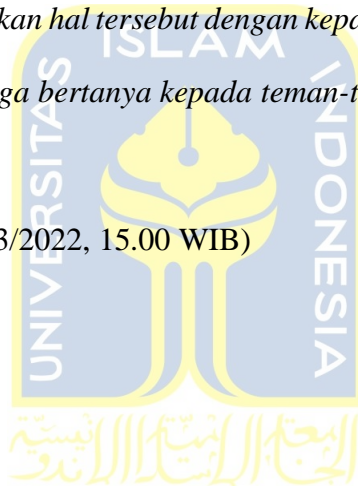 kan hal tersebut dengan kepa
ISLAM
ga bertanya kepada teman-t
UNIVERSITAS
INDONESIA
3/2022, 15.00 WIB)